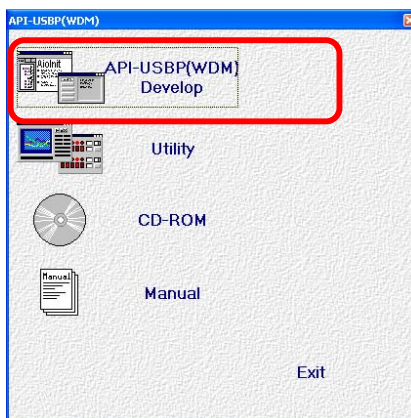 API-USBP(WDM)
AioInit
API-USBP(WDM)
Develop
Utility
CD-ROM
Manual
Manual
Exit